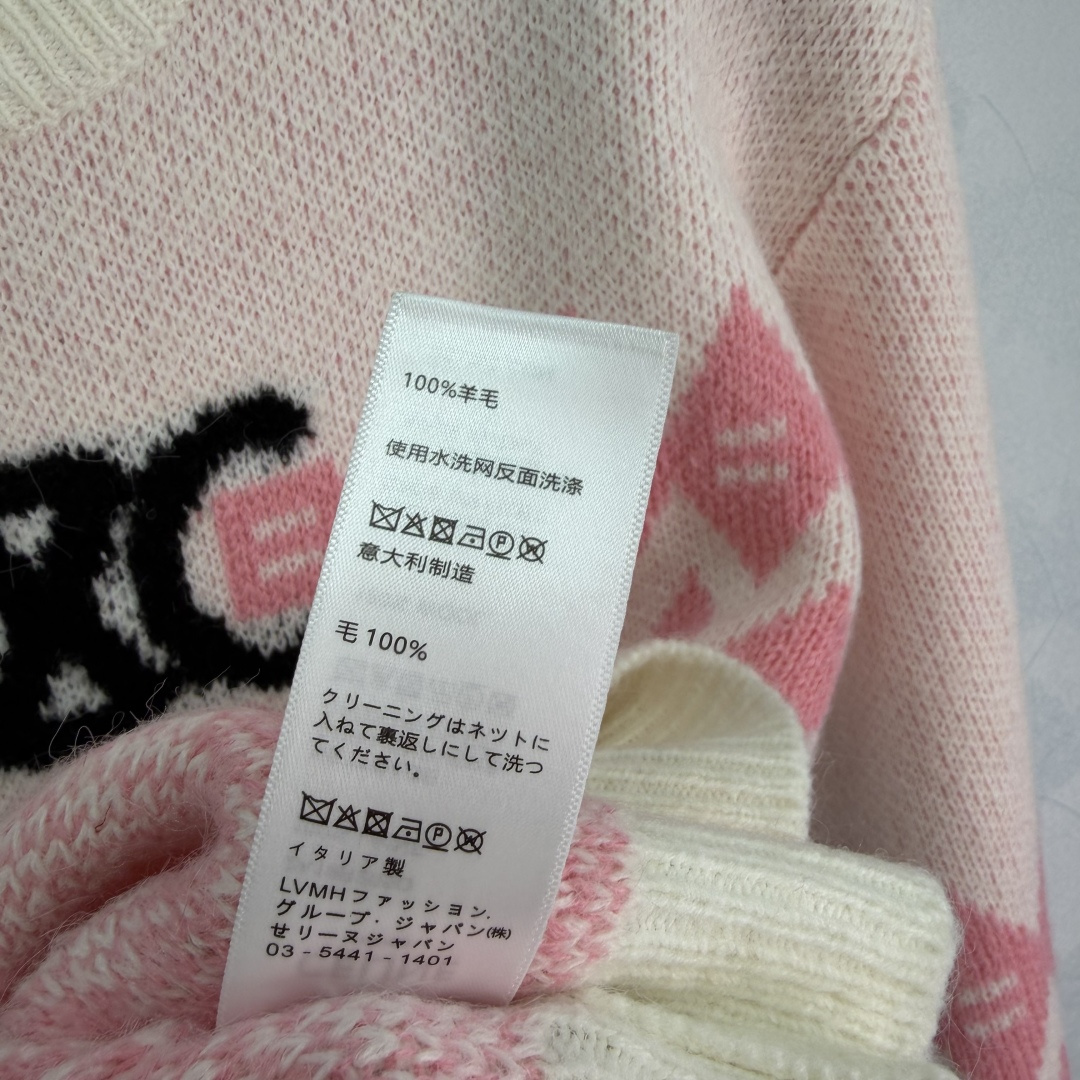 100%羊毛
使用水洗网反面洗涤
P W
意大利制造
毛 100%
クリーニングはネットに
入ねて裏返しにして洗つ
てください。
P W
イタリア製
LVMHファッション.
グループ・ジャパン(株)
せリーヌジャパン
03-5441-1401